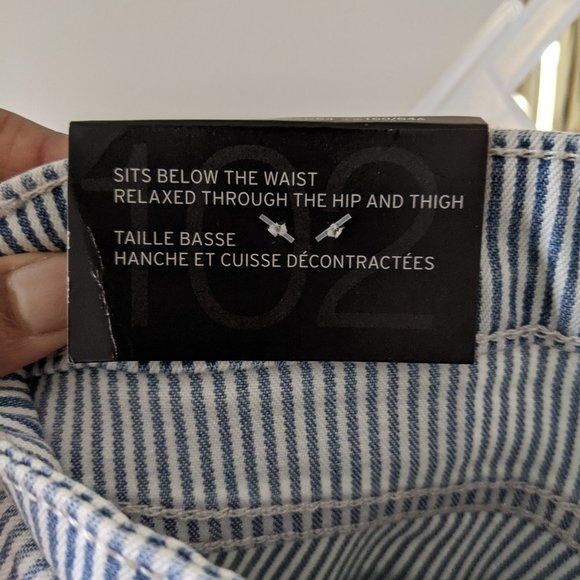 102
SITS BELOW THE WAIST
RELAXED THROUGH THE HIP AND THIGH
TAILLE BASSE
HANCHE ET CUISSE DÉCONTRACTÉES